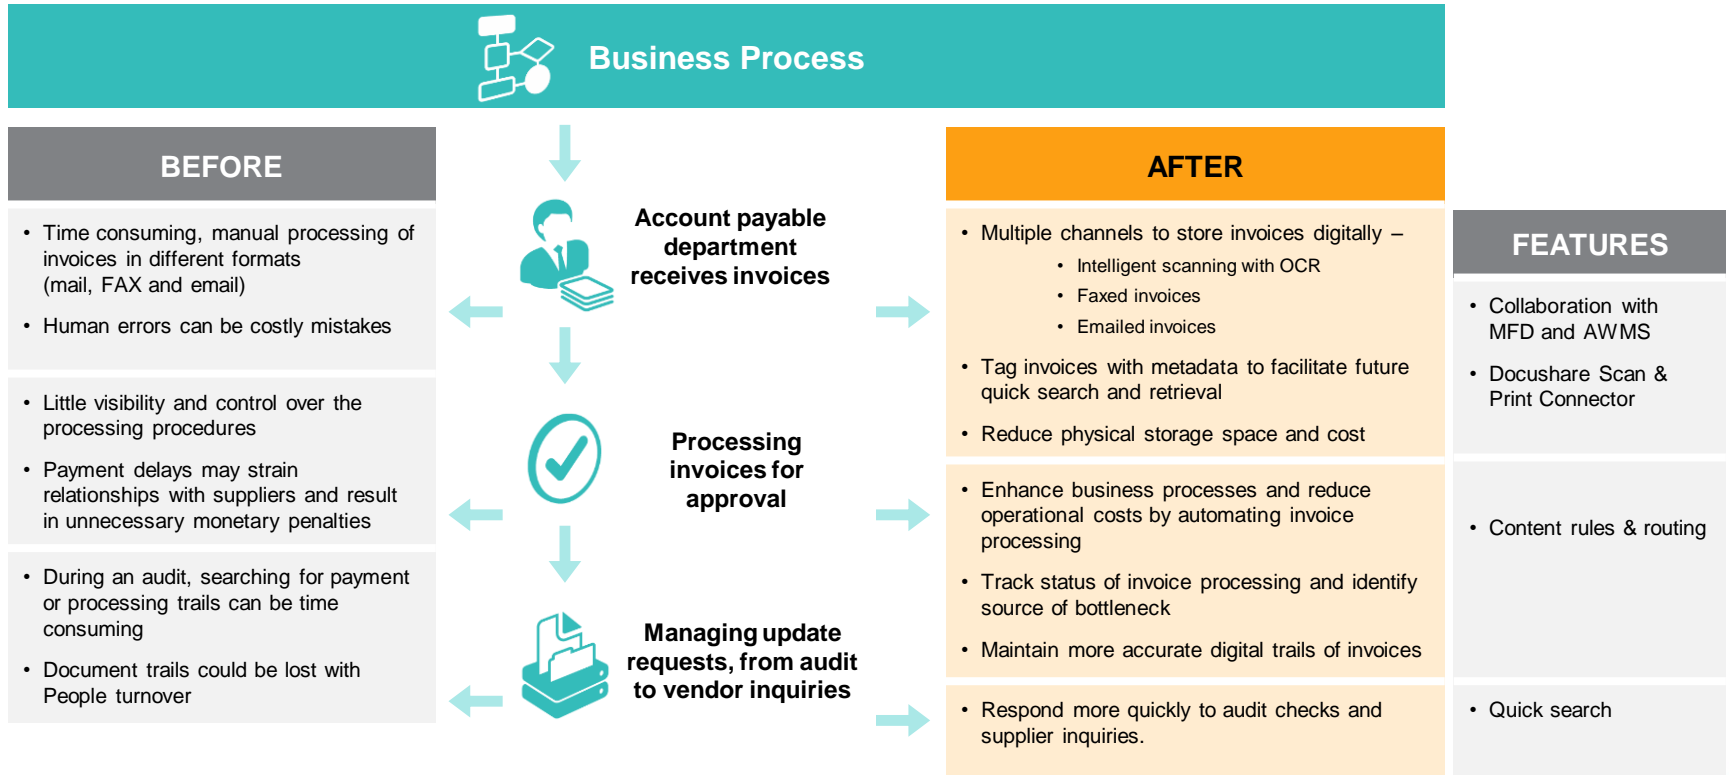 Business Process
BEFORE
• Time consuming, manual processing of
invoices in different formats
(mail, FAX and email)
• Human errors can be costly mistakes
• Little visibility and control over the
processing procedures
• Payment delays may strain
relationships with suppliers and result
in unnecessary monetary penalties
• During an audit, searching for payment
or processing trails can be time
consuming
• Document trails could be lost with
People turnover
Account payable
department
receives invoices
Processing
invoices for
approval
Managing update
requests, from audit
to vendor inquiries
AFTER
• Multiple channels to store invoices digitally –
• Intelligent scanning with OCR
• Faxed invoices
• Emailed invoices
• Tag invoices with metadata to facilitate future
quick search and retrieval
• Reduce physical storage space and cost
• Enhance business processes and reduce
operational costs by automating invoice
processing
• Track status of invoice processing and identify
source of bottleneck
• Maintain more accurate digital trails of invoices
• Respond more quickly to audit checks and
supplier inquiries.
FEATURES
• Collaboration with
MFD and AWMS
• Docushare Scan &
Print Connector
• Content rules & routing
• Quick search